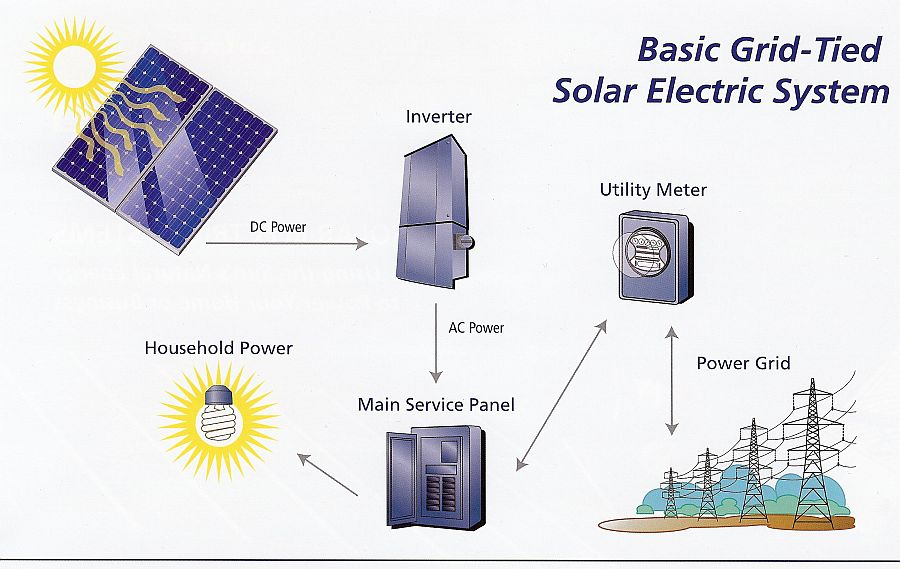 Basic Grid-Tied
Solar Electric System
Inverter
Utility Meter
DC Power
AC Power
Household Power
Power Grid
Main Service Panel